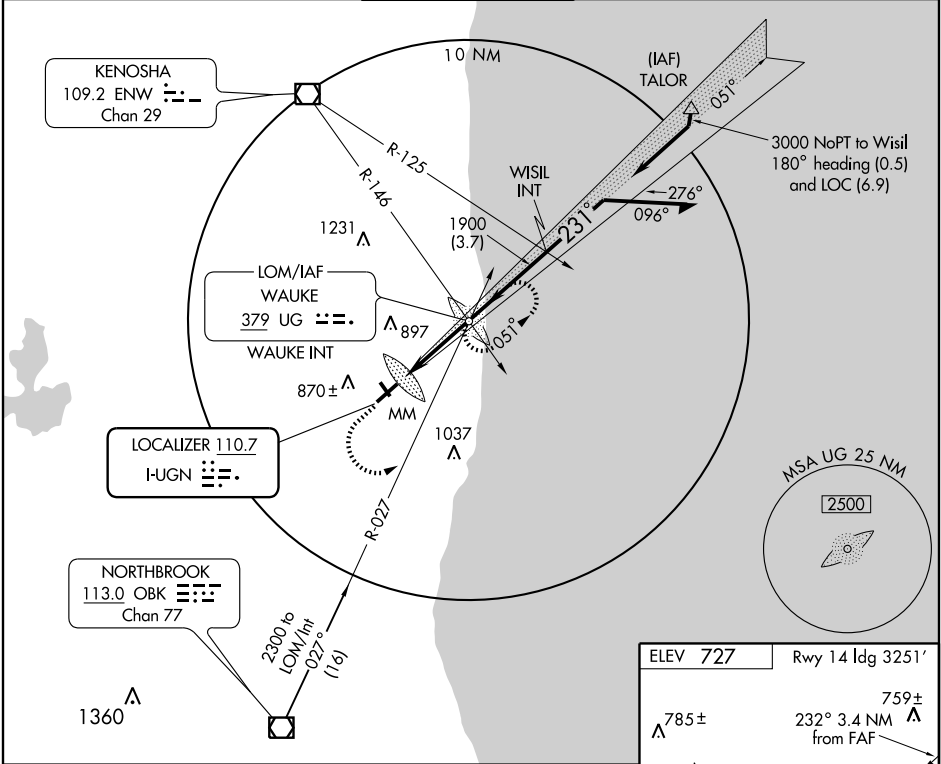 10 NM
(IAF)
TALOR
051°
KENOSHA
109.2 ENW
Chan 29
3000 NoPT to Wisil
180° heading (0.5)
and LOC (6.9)
R-125
R-146
WISIL
INT
276°
096°
231°
1900
(3.7)
1231
LOM/IAF
WAUKE
379 UG
WAUKE INT
897
051°
870±
MM
LOCALIZER 110.7
I-UGN
1037
R-027
MSA UG 25 NM
2500
NORTHBROOK
113.0 OBK
Chan 77
2300 to
LOM/Int
027°
(16)
1360
ELEV 727
Rwy 14 ldg 3251'
785±
759±
232° 3.4 NM
from FAF